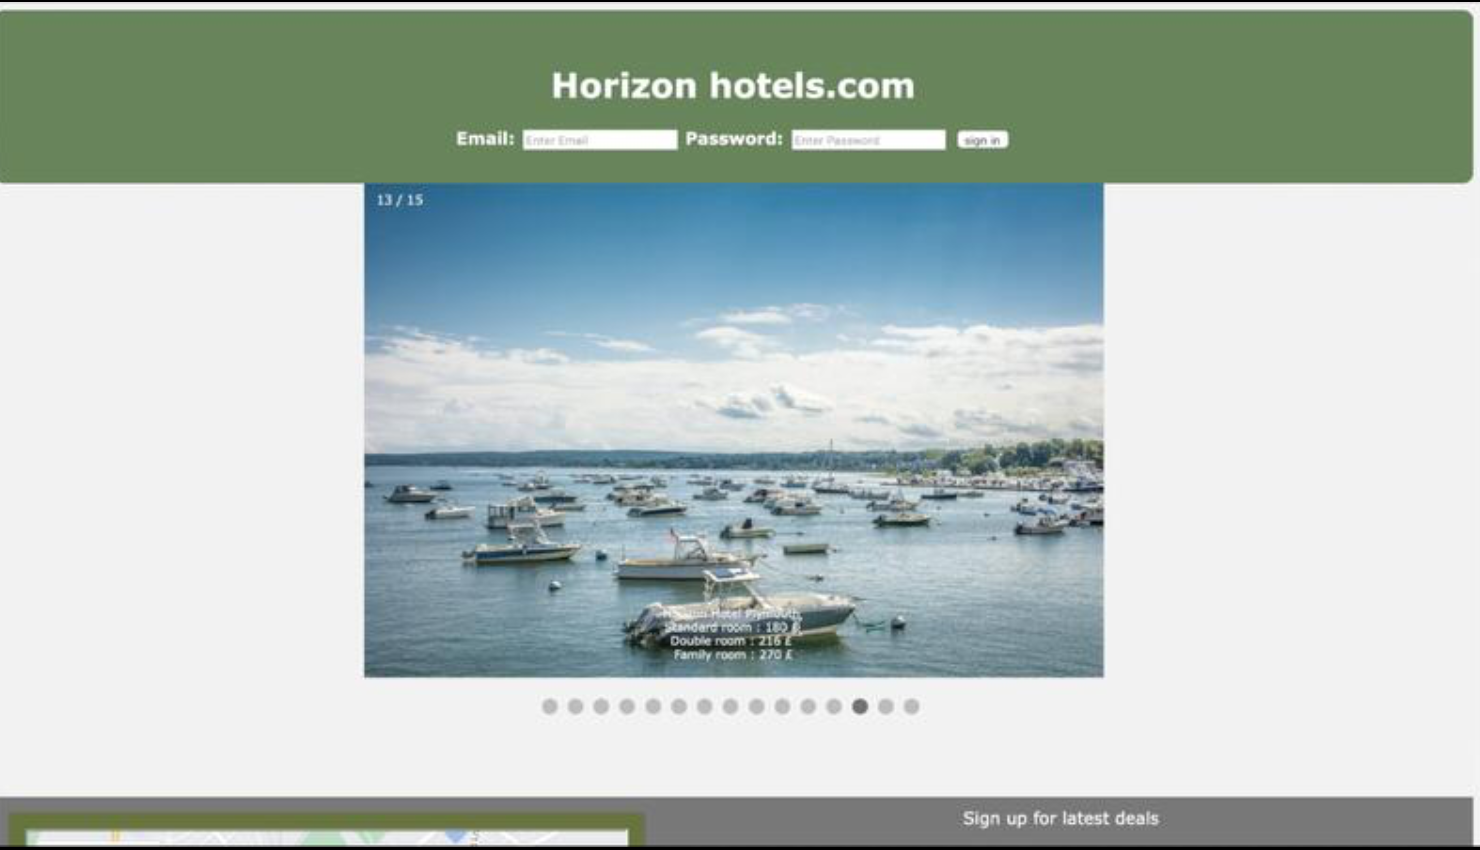 Horizon hotels.com
Email: Enter Email Password: Enter Password sign in
13 / 15
Horizon Hotel Plymouth
Standard room : 180 £
Double room : 216 £
Family room : 270 £
Sign up for latest deals